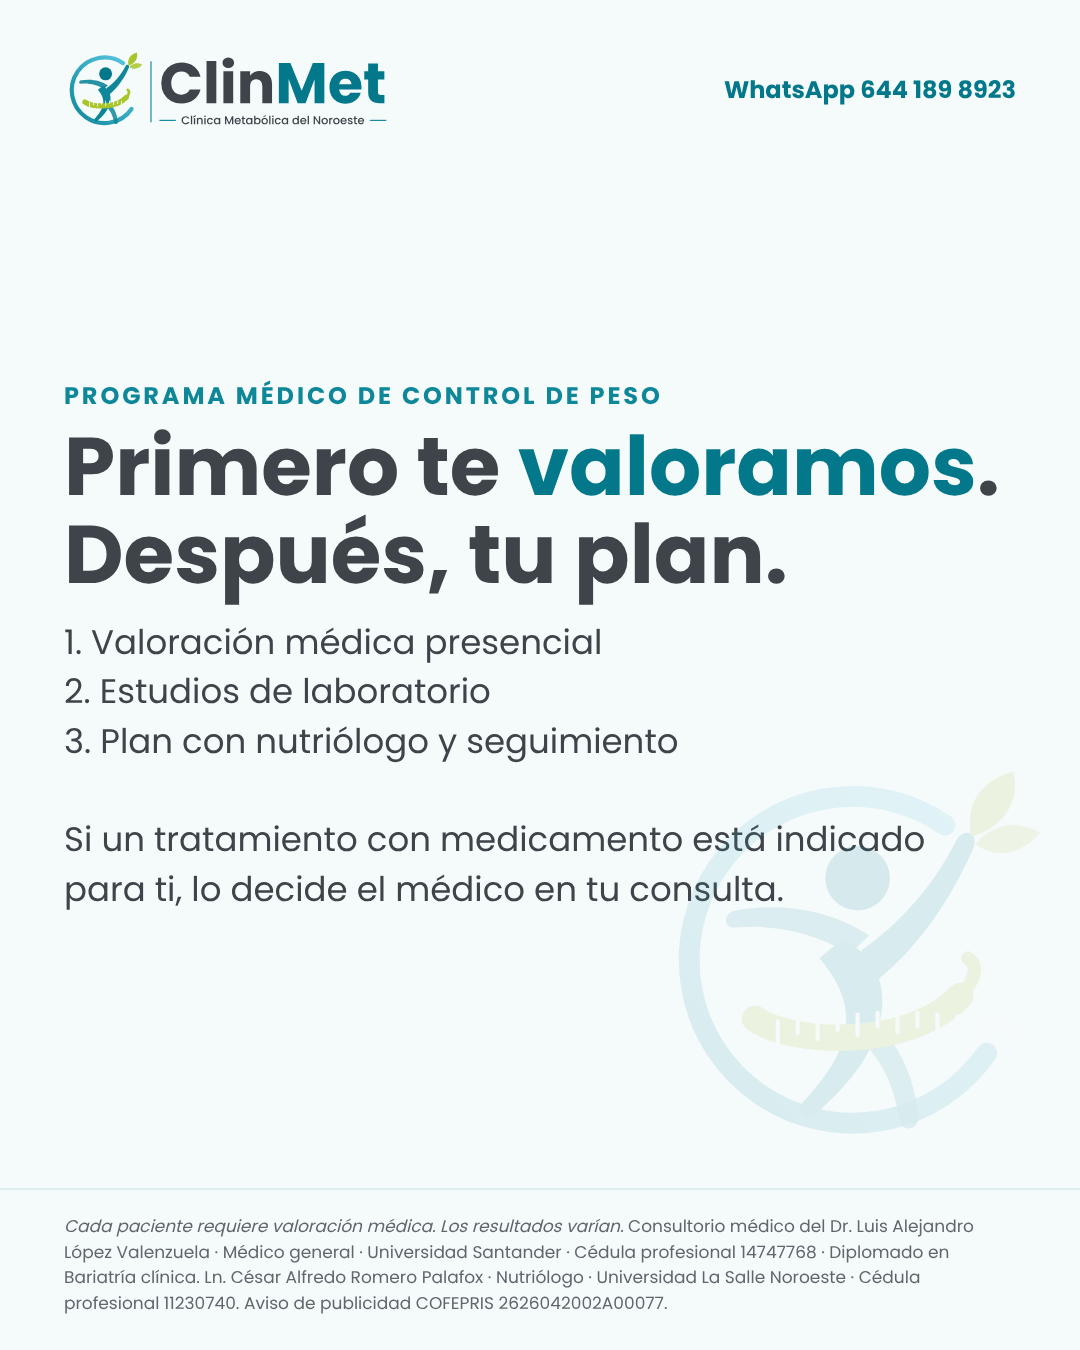 ClinMet
Clínica Metabólica del Noroeste
WhatsApp 644 189 8923
PROGRAMA MÉDICO DE CONTROL DE PESO
Primero te valoramos.
Después, tu plan.
1. Valoración médica presencial
2. Estudios de laboratorio
3. Plan con nutriólogo y seguimiento
Si un tratamiento con medicamento está indicado
para ti, lo decide el médico en tu consulta.
Cada paciente requiere valoración médica. Los resultados varían. Consultorio médico del Dr. Luis Alejandro
López Valenzuela · Médico general · Universidad Santander · Cédula profesional 14747768 · Diplomado en
Bariatría clínica. Ln. César Alfredo Romero Palafox · Nutriólogo · Universidad La Salle Noroeste · Cédula
profesional 11230740. Aviso de publicidad COFEPRIS 2626042002A00077.